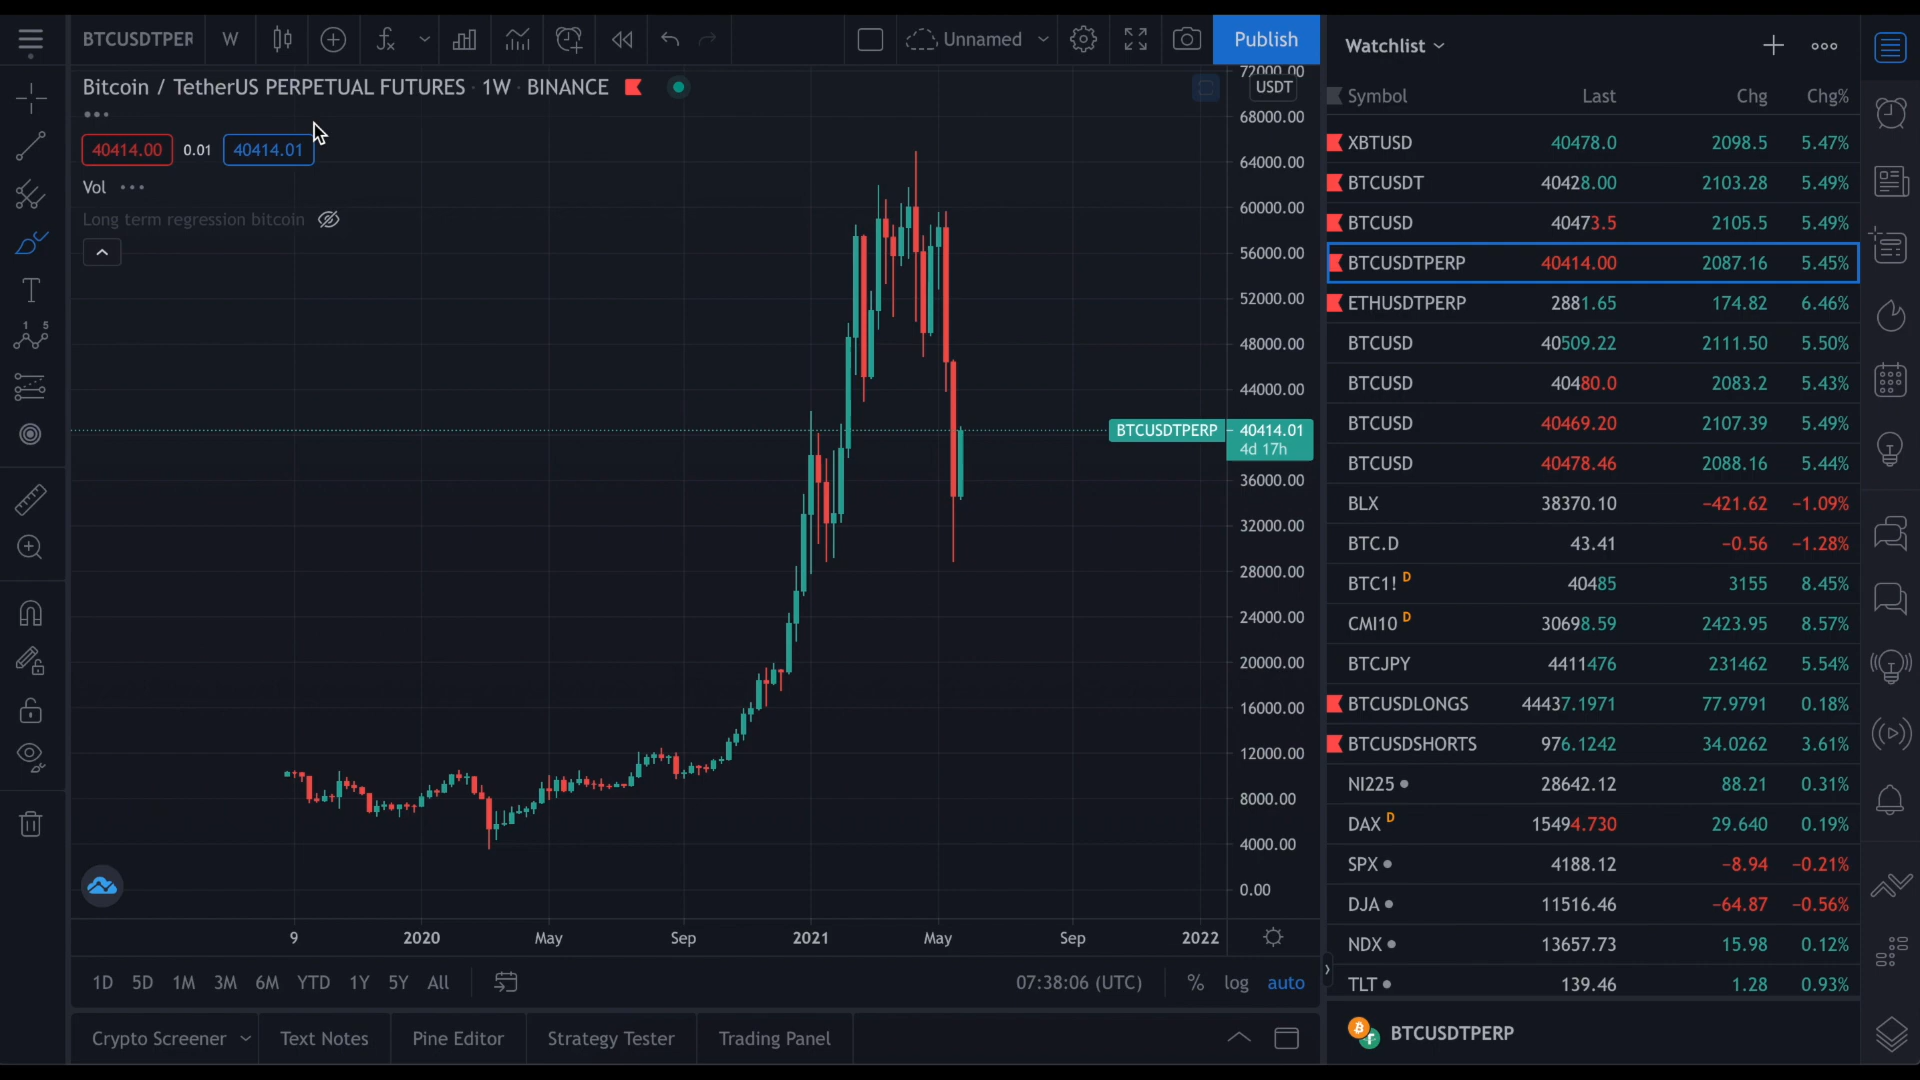 BTCUSDTPER W Unnamed Publish
Bitcoin / TetherUS PERPETUAL FUTURES · 1W · BINANCE
40414.00 0.01 40414.01
Vol
Long term regression bitcoin
72000.00
USDT
68000.00
64000.00
60000.00
56000.00
52000.00
48000.00
44000.00
BTCUSDTPERP 40414.01
4d 17h
36000.00
32000.00
28000.00
24000.00
20000.00
16000.00
12000.00
8000.00
4000.00
0.00
9 2020 May Sep 2021 May Sep 2022
1D 5D 1M 3M 6M YTD 1Y 5Y All 07:38:06 (UTC) % log auto
Crypto Screener Text Notes Pine Editor Strategy Tester Trading Panel
Watchlist
Symbol Last Chg Chg%
XBTUSD 40478.0 2098.5 5.47%
BTCUSDT 40428.00 2103.28 5.49%
BTCUSD 40473.5 2105.5 5.49%
BTCUSDTPERP 40414.00 2087.16 5.45%
ETHUSDTPERP 2881.65 174.82 6.46%
BTCUSD 40509.22 2111.50 5.50%
BTCUSD 40480.0 2083.2 5.43%
BTCUSD 40469.20 2107.39 5.49%
BTCUSD 40478.46 2088.16 5.44%
BLX 38370.10 −421.62 −1.09%
BTC.D 43.41 −0.56 −1.28%
BTC1! D 40485 3155 8.45%
CMI10 D 30698.59 2423.95 8.57%
BTCJPY 4411476 231462 5.54%
BTCUSDLONGS 44437.1971 77.9791 0.18%
BTCUSDSHORTS 976.1242 34.0262 3.61%
NI225 28642.12 88.21 0.31%
DAX D 15494.730 29.640 0.19%
SPX 4188.12 −8.94 −0.21%
DJA 11516.46 −64.87 −0.56%
NDX 13657.73 15.98 0.12%
TLT 139.46 1.28 0.93%
BTCUSDTPERP